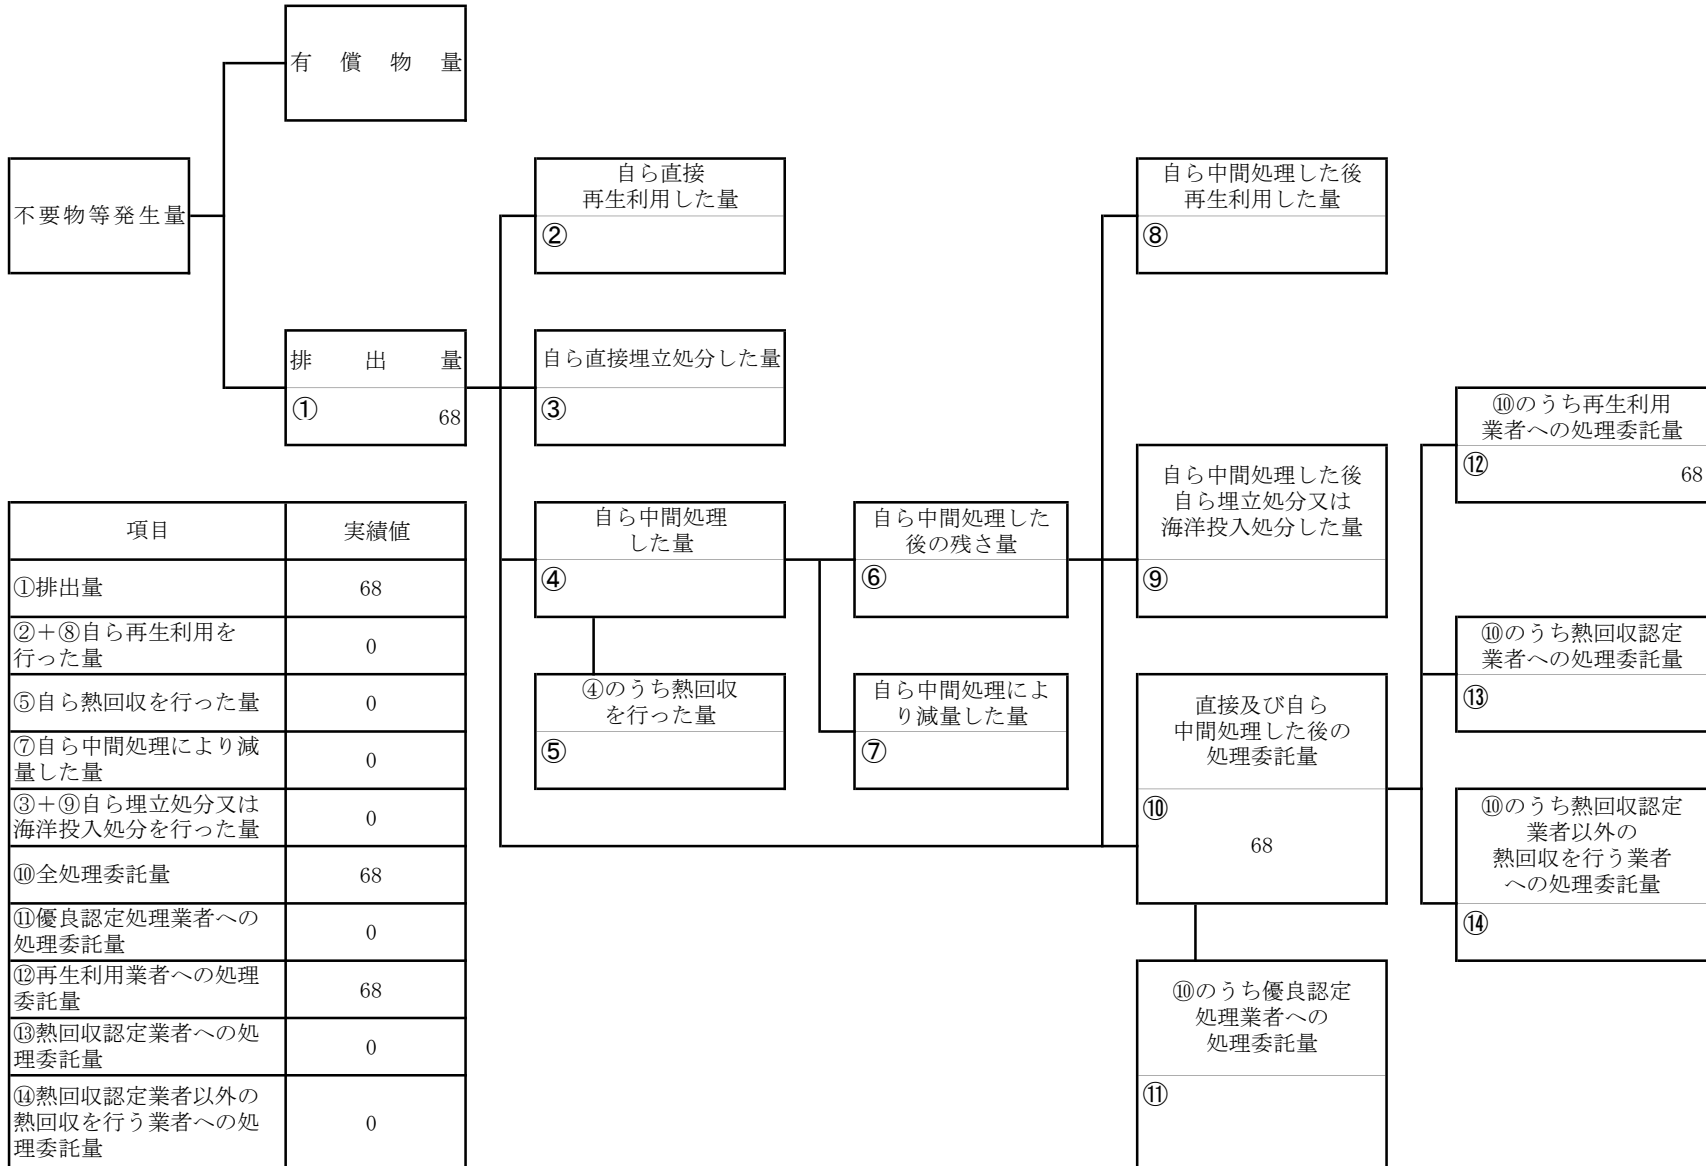 有償物量
不要物等発生量
排出量
①
68
自ら直接
再生利用した量
②
自ら直接埋立処分した量
③
自ら中間処理
した量
④
④のうち熱回収
を行った量
⑤
自ら中間処理した
後の残さ量
⑥
自ら中間処理によ
り減量した量
⑦
自ら中間処理した後
再生利用した量
⑧
自ら中間処理した後
自ら埋立処分又は
海洋投入処分した量
⑨
直接及び自ら
中間処理した後の
処理委託量
⑩
68
⑩のうち優良認定
処理業者への
処理委託量
⑪
⑩のうち再生利用
業者への処理委託量
⑫
68
⑩のうち熱回収認定
業者への処理委託量
⑬
⑩のうち熱回収認定
業者以外の
熱回収を行う業者
への処理委託量
⑭
項目 実績値
①排出量 68
②+⑧自ら再生利用を
行った量 0
⑤自ら熱回収を行った量 0
⑦自ら中間処理により減
量した量 0
③+⑨自ら埋立処分又は
海洋投入処分を行った量 0
⑩全処理委託量 68
⑪優良認定処理業者への
処理委託量 0
⑫再生利用業者への処理
委託量 68
⑬熱回収認定業者への処
理委託量 0
⑭熱回収認定業者以外の
熱回収を行う業者への処
理委託量 0